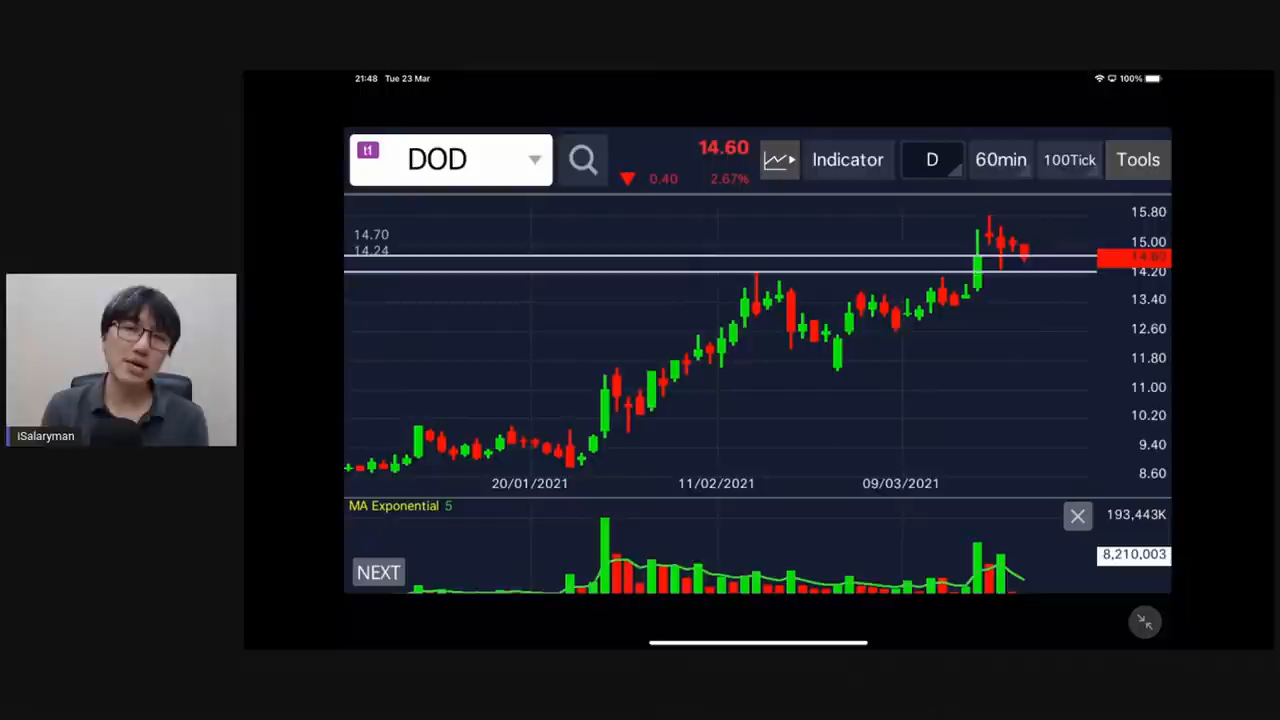 21:48 Tue 23 Mar
100%
t1
DOD
14.60
0.40 2.67%
Indicator
D
60min
100Tick
Tools
14.70
14.24
15.80
15.00
14.60
14.20
13.40
12.60
11.80
11.00
10.20
9.40
8.60
20/01/2021 11/02/2021 09/03/2021
MA Exponential 5
193,443K
8,210,003
NEXT
iSalaryman